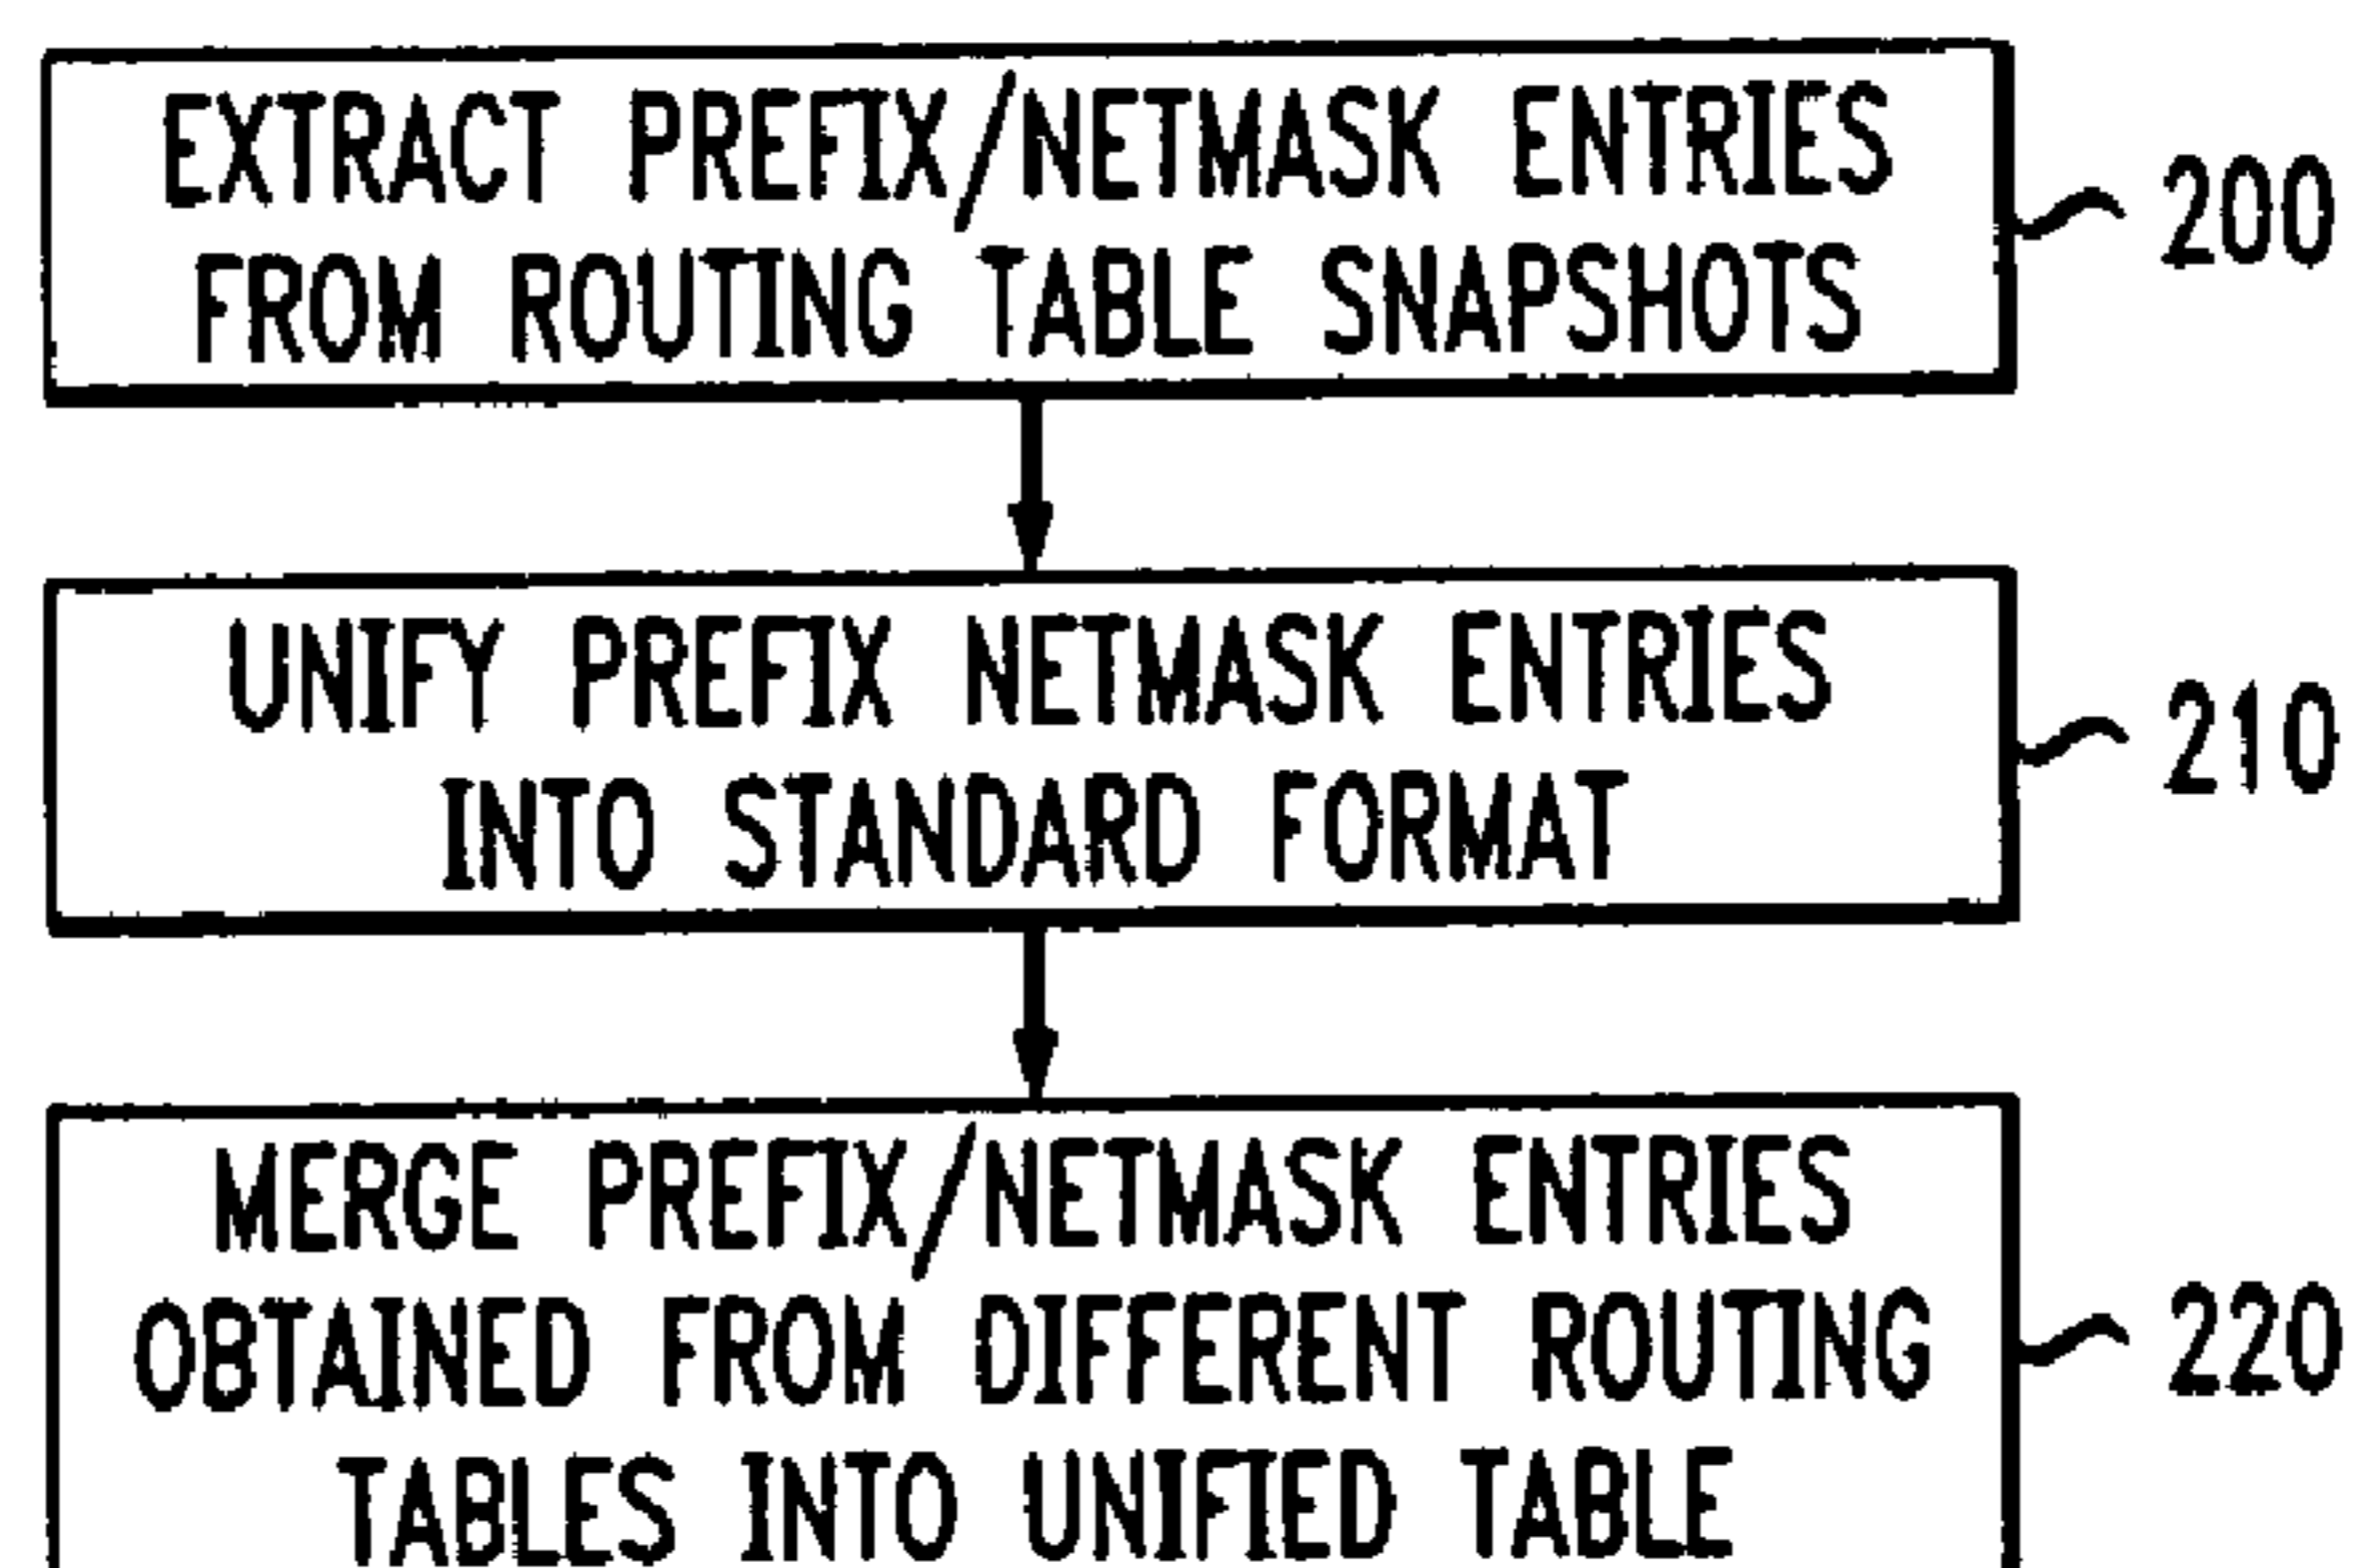 EXTRACT PREFIX/NETMASK ENTRIES
FROM ROUTING TABLE SNAPSHOTS
200
UNIFY PREFIX NETMASK ENTRIES
INTO STANDARD FORMAT
210
MERGE PREFIX/NETMASK ENTRIES
OBTAINED FROM DIFFERENT ROUTING
TABLES INTO UNIFIED TABLE
220